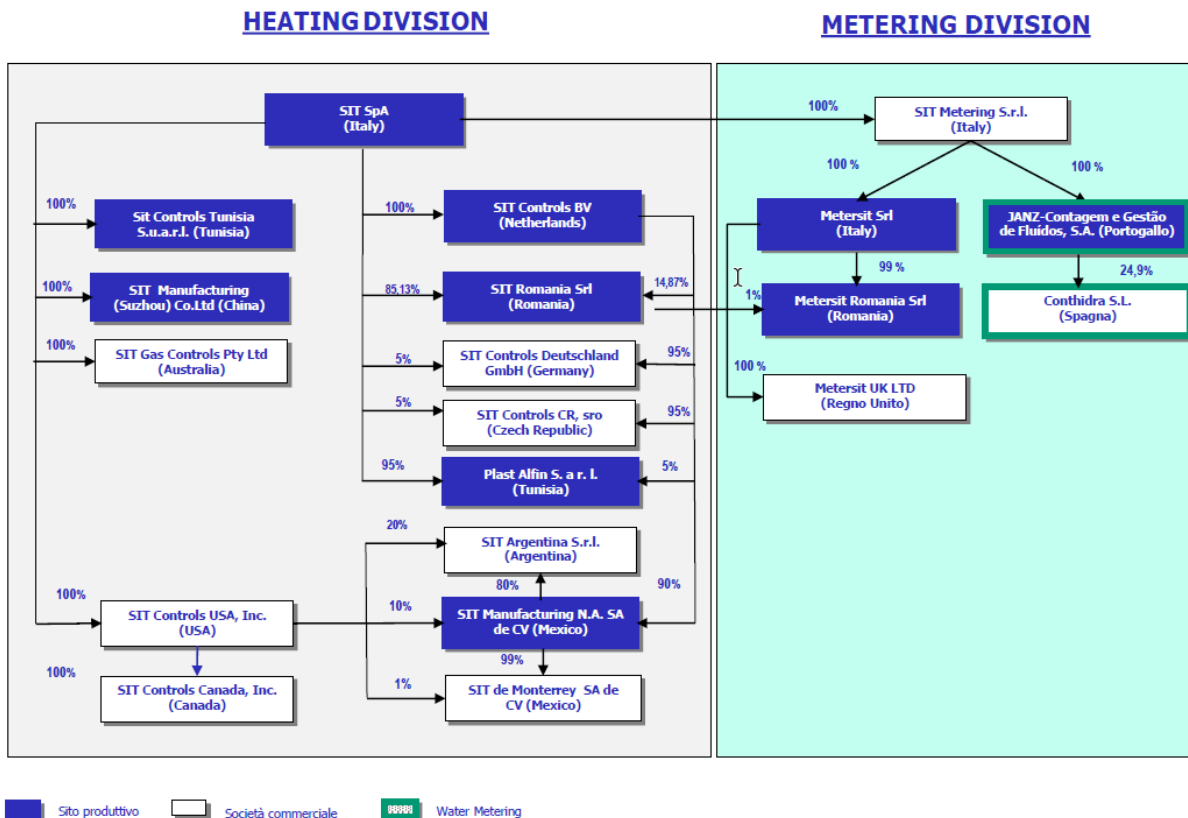 HEATING DIVISION
METERING DIVISION
SIT SpA
(Italy)
100%
SIT Metering S.r.l.
(Italy)
100 %
100 %
100%
Sit Controls Tunisia
S.u.a.r.l. (Tunisia)
100%
SIT Controls BV
(Netherlands)
Metersit Srl
(Italy)
JANZ-Contagem e Gestão
de Fluídos, S.A. (Portogallo)
99 %
24,9%
100%
SIT Manufacturing
(Suzhou) Co.Ltd (China)
85,13%
SIT Romania Srl
(Romania)
14,87%
1%
Metersit Romania Srl
(Romania)
Conthidra S.L.
(Spagna)
100%
SIT Gas Controls Pty Ltd
(Australia)
5%
SIT Controls Deutschland
GmbH (Germany)
95%
100 %
Metersit UK LTD
(Regno Unito)
5%
SIT Controls CR, sro
(Czech Republic)
95%
95%
Plast Alfin S. a r. l.
(Tunisia)
5%
20%
SIT Argentina S.r.l.
(Argentina)
80%
90%
100%
SIT Controls USA, Inc.
(USA)
10%
SIT Manufacturing N.A. SA
de CV (Mexico)
99%
100%
SIT Controls Canada, Inc.
(Canada)
1%
SIT de Monterrey SA de
CV (Mexico)
Sito produttivo
Società commerciale
Water Metering